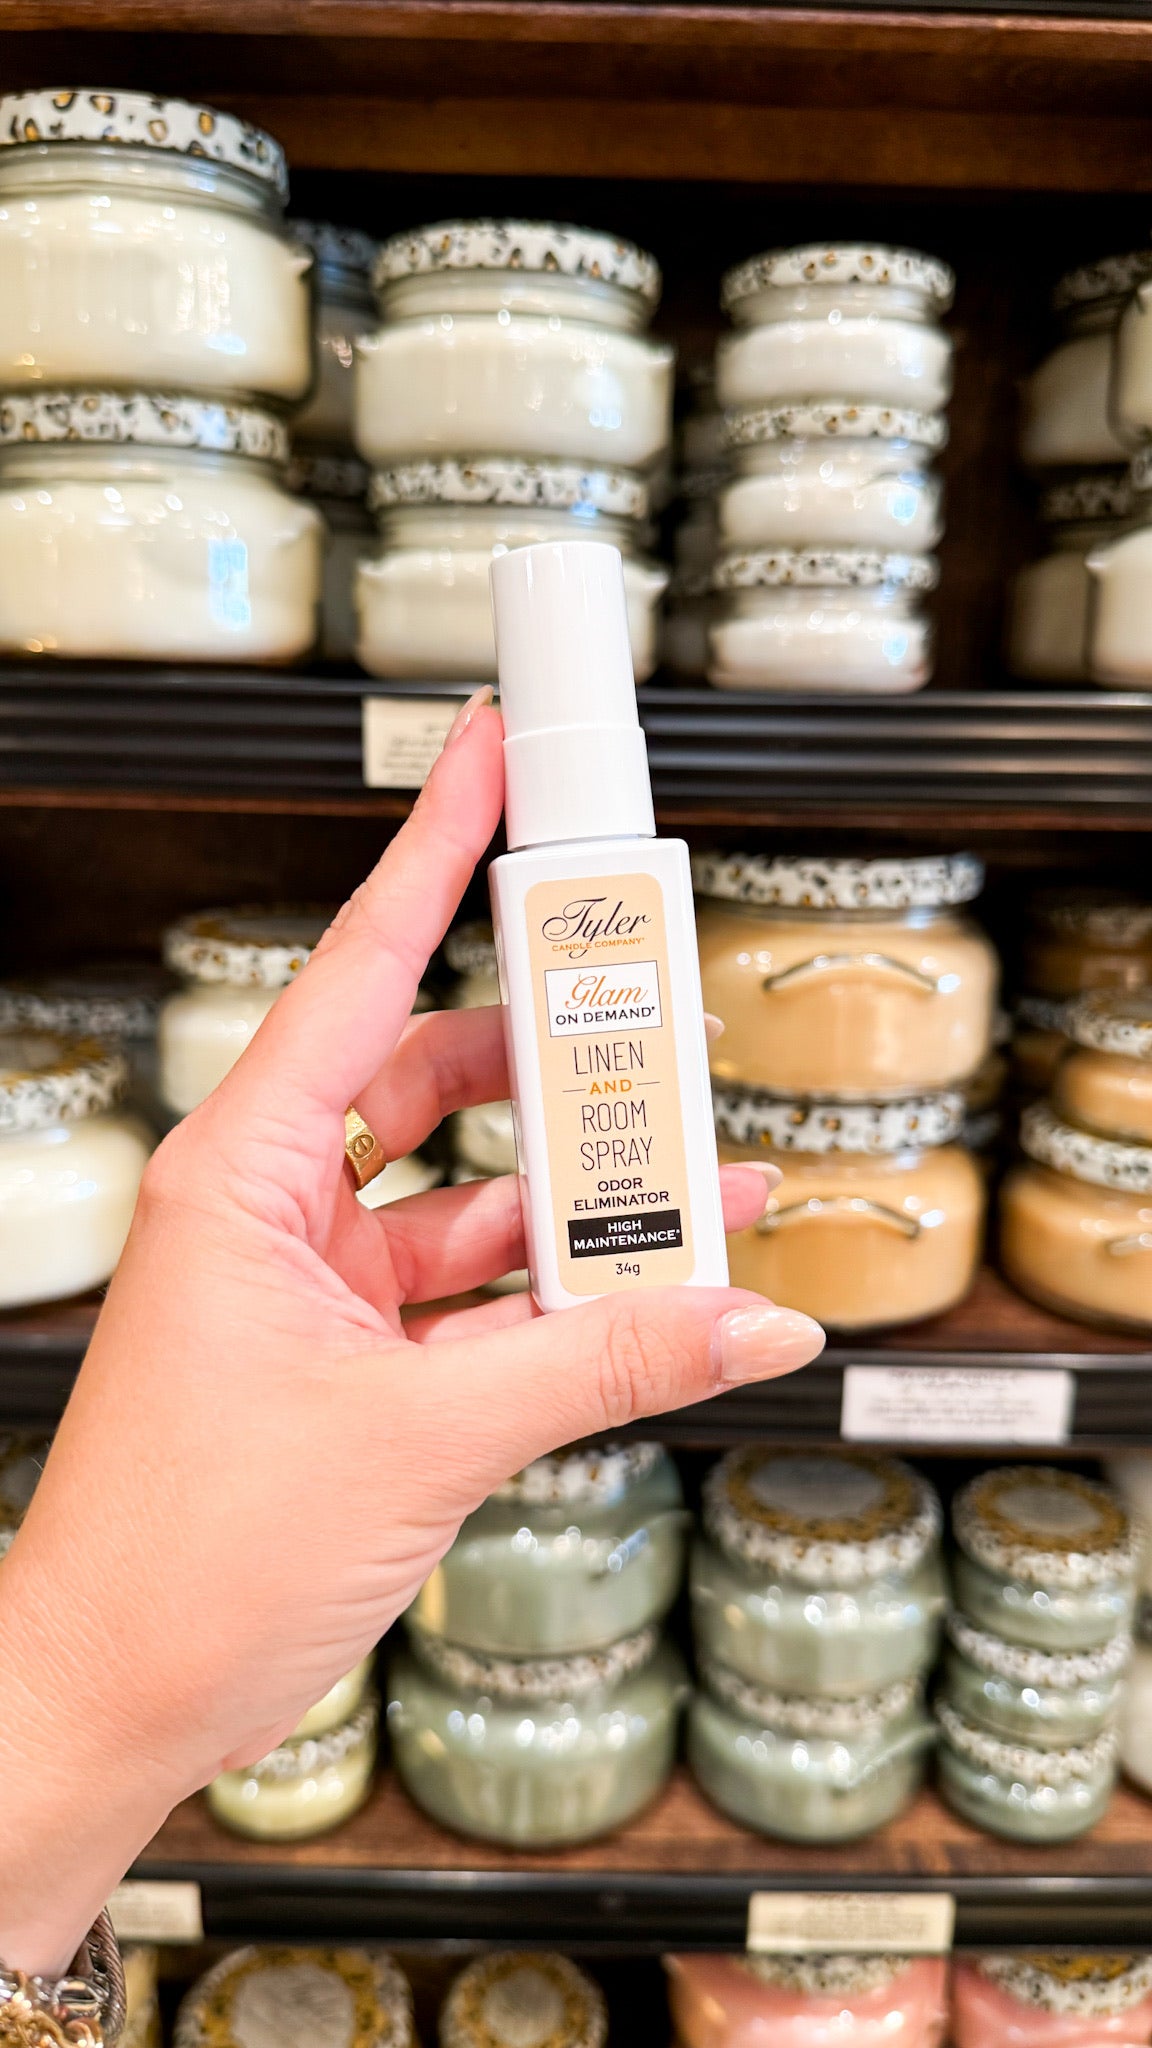 Tyler
CANDLE COMPANY®
Glam
ON DEMAND®
LINEN
AND
ROOM
SPRAY
ODOR
ELIMINATOR
HIGH
MAINTENANCE®
34g